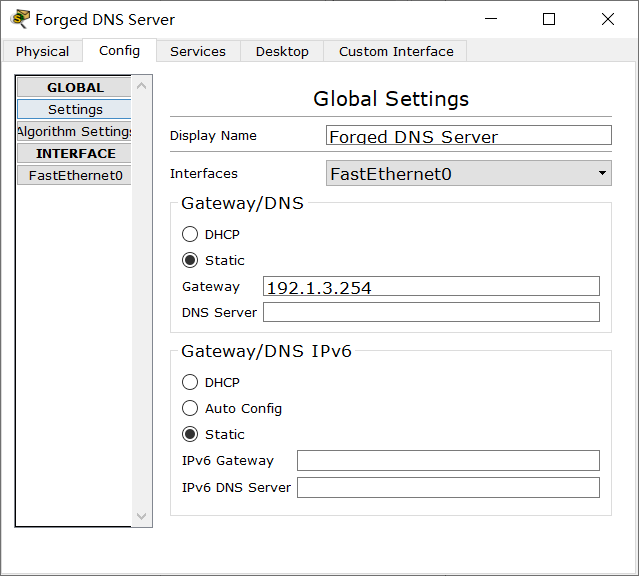 Forged DNS Server
Physical Config Services Desktop Custom Interface
GLOBAL
Settings
Algorithm Settings
INTERFACE
FastEthernet0
Global Settings
Display Name Forged DNS Server
Interfaces FastEthernet0
Gateway/DNS
DHCP
Static
Gateway 192.1.3.254
DNS Server
Gateway/DNS IPv6
DHCP
Auto Config
Static
IPv6 Gateway
IPv6 DNS Server